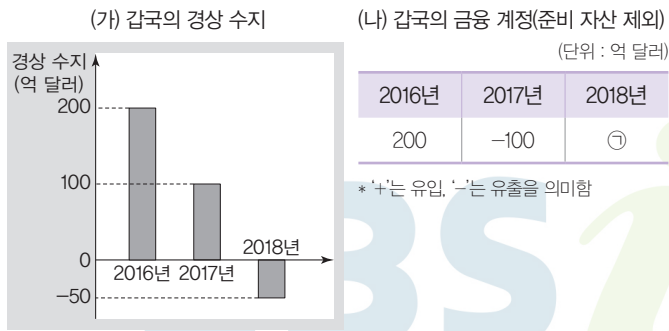 (가) 갑국의 경상 수지
경상 수지
(억 달러)
200
100
0
-50
2016년 2017년
2018년
(나) 갑국의 금융 계정(준비 자산 제외)
(단위 : 억 달러)
2016년 2017년 2018년
200 -100 ㉠
* '+'는 유입, '-'는 유출을 의미함
BSi